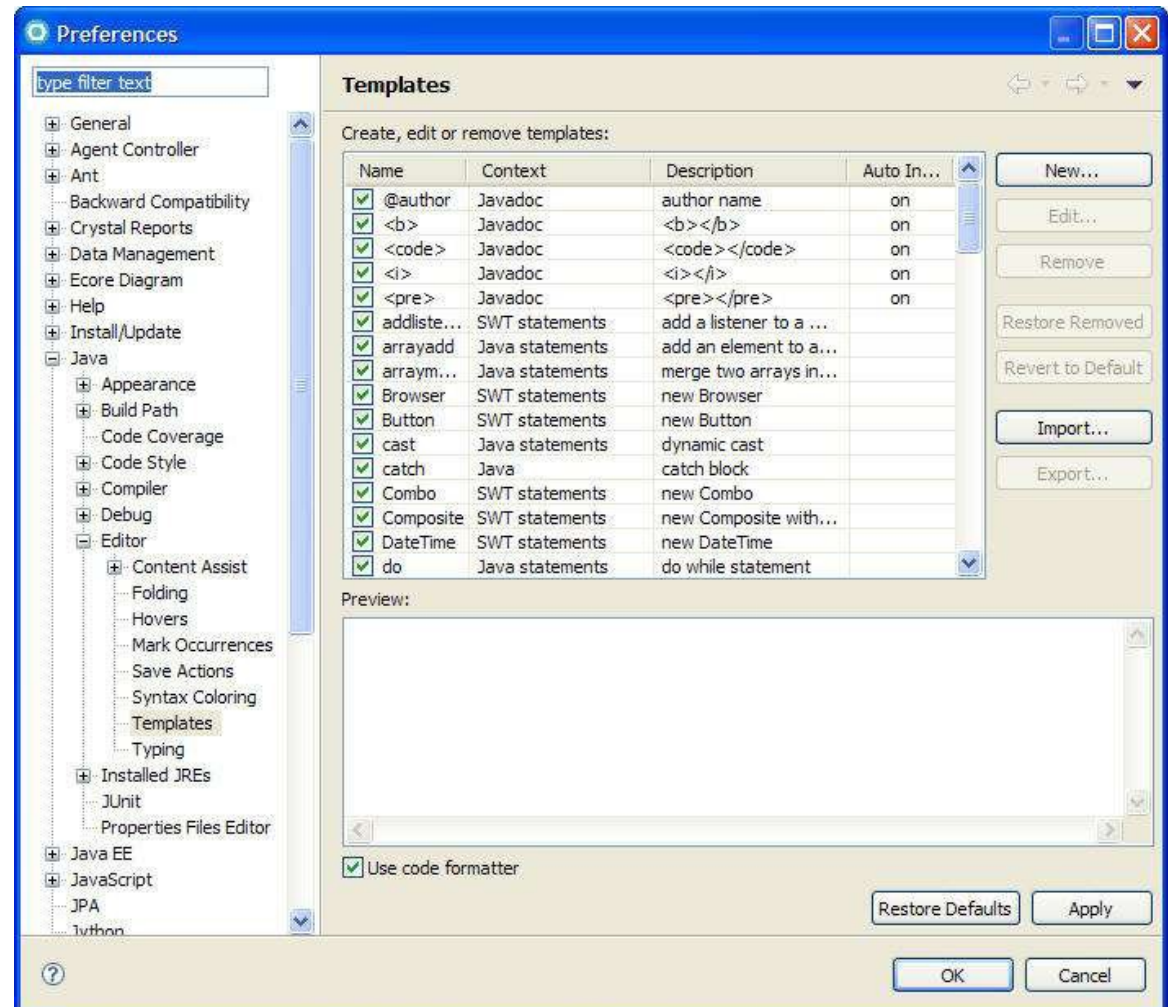 Preferences
type filter text
General
Agent Controller
Ant
Backward Compatibility
Crystal Reports
Data Management
Ecore Diagram
Help
Install/Update
Java
Appearance
Build Path
Code Coverage
Code Style
Compiler
Debug
Editor
Content Assist
Folding
Hovers
Mark Occurrences
Save Actions
Syntax Coloring
Templates
Typing
Installed JREs
JUnit
Properties Files Editor
Java EE
JavaScript
JPA
Jython
Templates
Create, edit or remove templates:
Name Context Description Auto In...
@author Javadoc author name on
<b> Javadoc <b></b> on
<code> Javadoc <code></code> on
<i> Javadoc <i></i> on
<pre> Javadoc <pre></pre> on
addliste... SWT statements add a listener to a ...
arrayadd Java statements add an element to a...
arraym... Java statements merge two arrays in...
Browser SWT statements new Browser
Button SWT statements new Button
cast Java statements dynamic cast
catch Java catch block
Combo SWT statements new Combo
Composite SWT statements new Composite with...
DateTime SWT statements new DateTime
do Java statements do while statement
New...
Edit...
Remove
Restore Removed
Revert to Default
Import...
Export...
Preview:
Use code formatter
Restore Defaults Apply
? OK Cancel